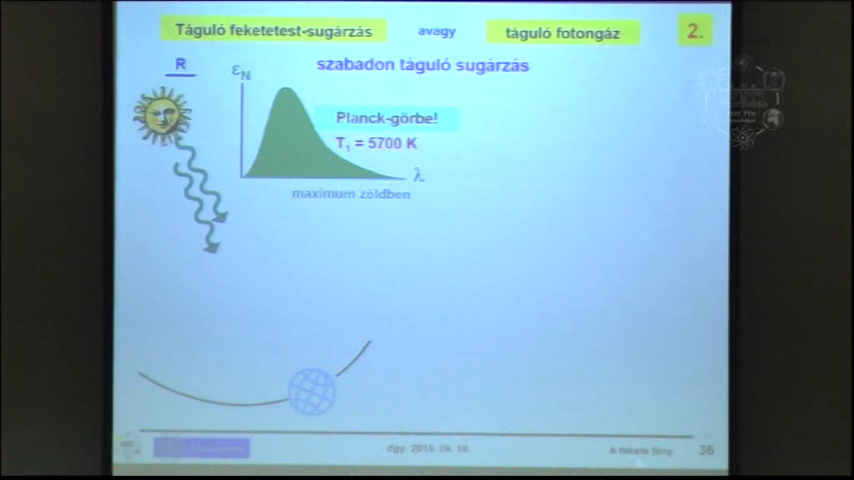 Táguló feketetest-sugárzás avagy táguló fotongáz 2.
szabadon táguló sugárzás
R
εN
Planck-görbe!
T1 = 5700 K
λ
maximum zöldben
dgy 2015. 09. 10.
A fekete fény
36